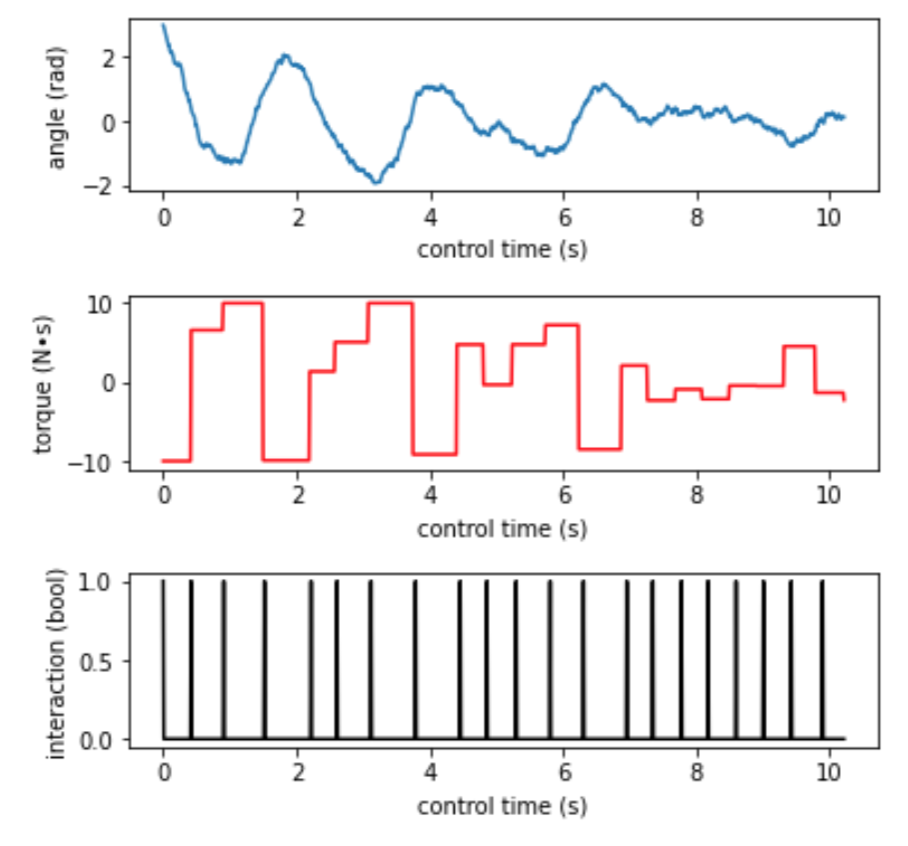 2
0
−2
angle (rad)
0 2 4 6 8 10
control time (s)
10
0
−10
torque (N•s)
0 2 4 6 8 10
control time (s)
1.0
0.5
0.0
interaction (bool)
0 2 4 6 8 10
control time (s)